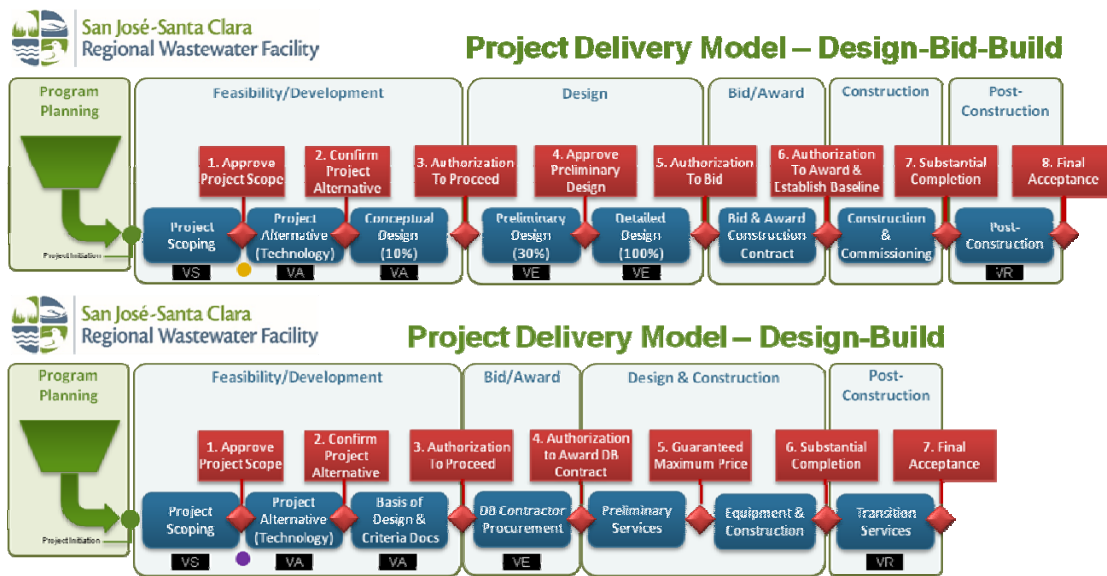 San José-Santa Clara
Regional Wastewater Facility
Project Delivery Model – Design-Bid-Build
Program
Planning
Feasibility/Development
Design
Bid/Award
Construction
Post-
Construction
1. Approve
Project Scope
2. Confirm
Project
Alternative
3. Authorization
To Proceed
4. Approve
Preliminary
Design
5. Authorization
To Bid
6. Authorization
To Award &
Establish Baseline
7. Substantial
Completion
8. Final
Acceptance
Project
Scoping
Project
Alternative
(Technology)
Conceptual
Design
(10%)
Preliminary
Design
(30%)
Detailed
Design
(100%)
Bid & Award
Construction
Contract
Construction
&
Commissioning
Post-
Construction
Project Initiation
VS
VA
VA
VE
VE
VR
San José-Santa Clara
Regional Wastewater Facility
Project Delivery Model – Design-Build
Program
Planning
Feasibility/Development
Bid/Award
Design & Construction
Post-
Construction
1. Approve
Project Scope
2. Confirm
Project
Alternative
3. Authorization
To Proceed
4. Authorization
to Award DB
Contract
5. Guaranteed
Maximum Price
6. Substantial
Completion
7. Final
Acceptance
Project
Scoping
Project
Alternative
(Technology)
Basis of
Design &
Criteria Docs
DB Contractor
Procurement
Preliminary
Services
Equipment &
Construction
Transition
Services
Project Initiation
VS
VA
VA
VE
VR